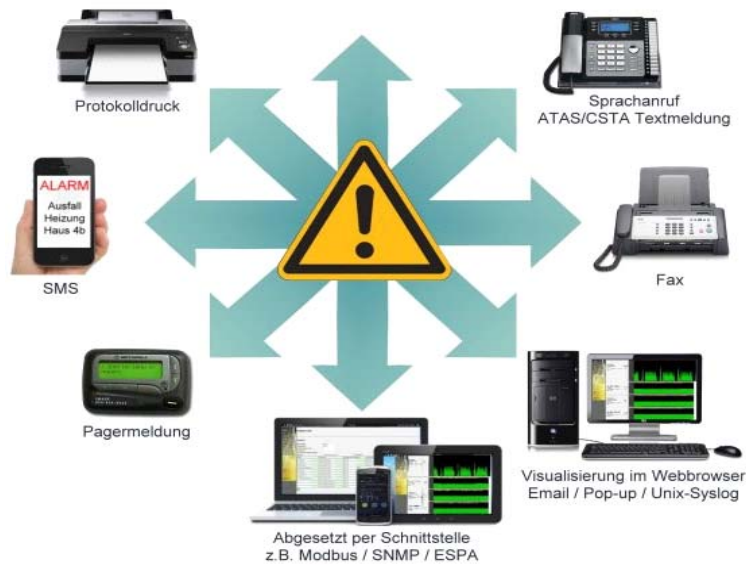 Protokolldruck
Sprachanruf
ATAS/CSTA Textmeldung
ALARM
Ausfall
Heizung
Haus 4b
SMS
Fax
Pagermeldung
Visualisierung im Webbrowser
Email / Pop-up / Unix-Syslog
Abgesetzt per Schnittstelle
z.B. Modbus / SNMP / ESPA